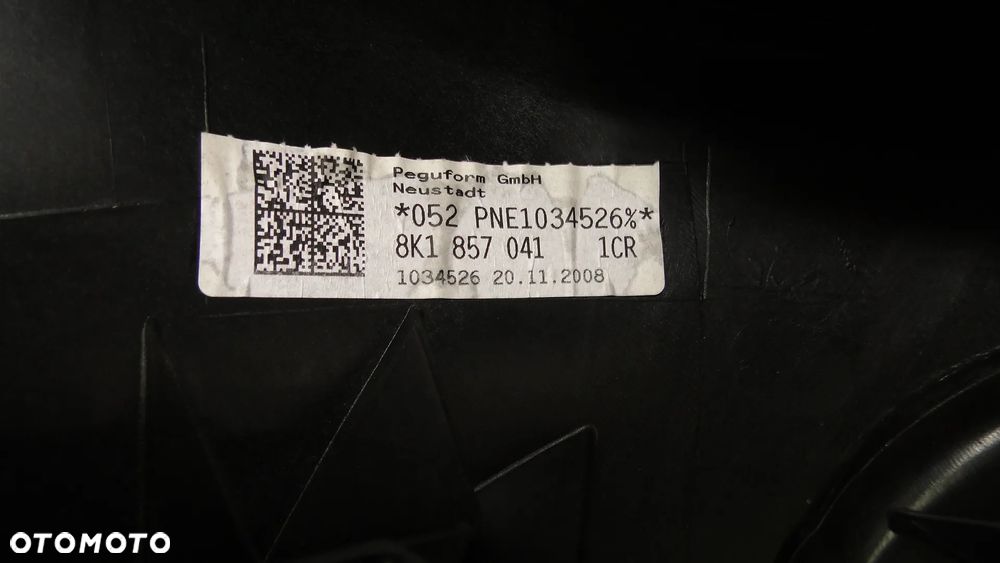 Peguform GmbH
Neustadt
*052 PNE1034526%*
8K1 857 041 1CR
1034526 20.11.2008
OTOMOTO